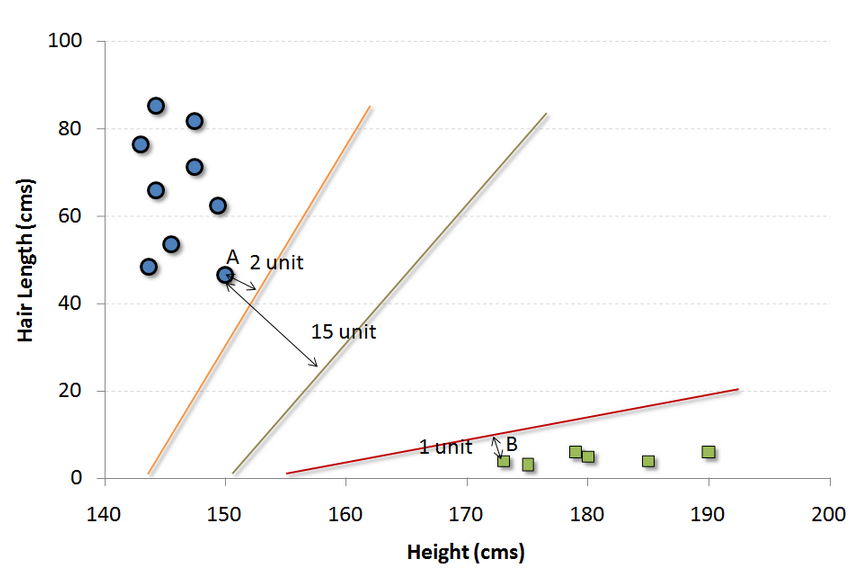 100
80
60
40
20
0
Hair Length (cms)
A
2 unit
15 unit
1 unit
B
140 150 160 170 180 190 200
Height (cms)